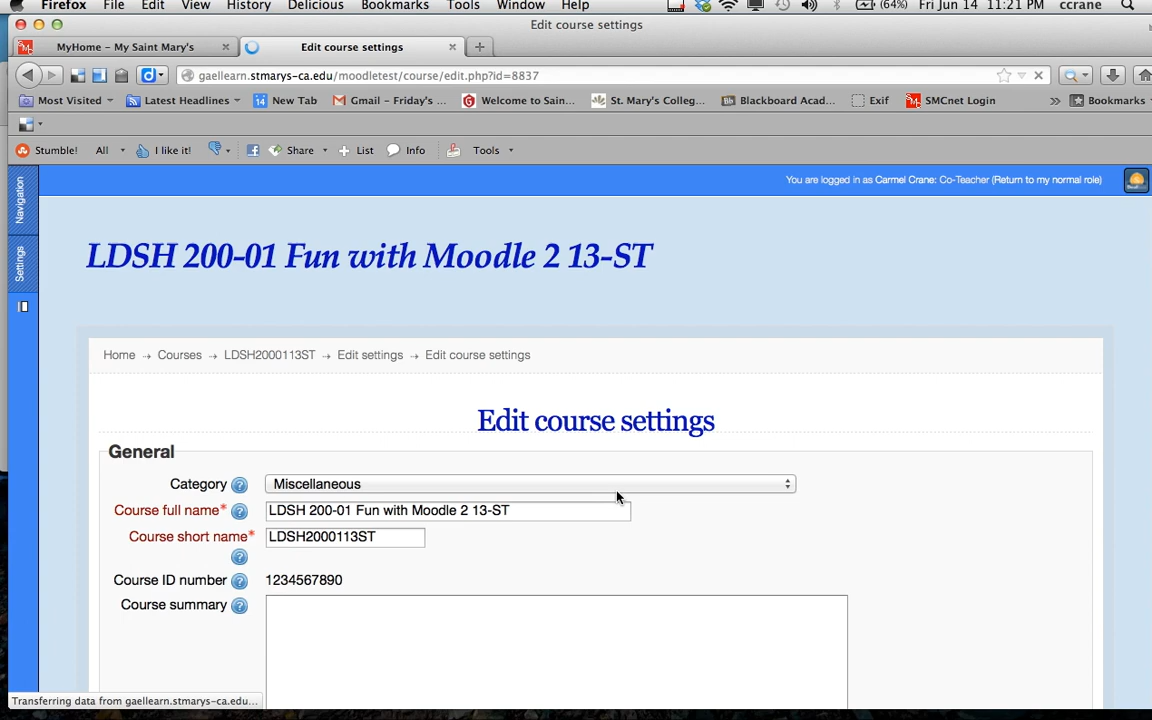 Firefox File Edit View History Delicious Bookmarks Tools Window Help (64%) Fri Jun 14 11:21 PM ccrane
Edit course settings
MyHome - My Saint Mary's Edit course settings
gaellearn.stmarys-ca.edu/moodletest/course/edit.php?id=8837
Most Visited Latest Headlines 14 New Tab Gmail - Friday's ... Welcome to Sain... St. Mary's Colleg... Blackboard Acad... Exif SMCnet Login » Bookmarks
Stumble! All I like it! Share List Info Tools
Navigation
Settings
You are logged in as Carmel Crane: Co-Teacher (Return to my normal role)
LDSH 200-01 Fun with Moodle 2 13-ST
Home → Courses → LDSH2000113ST → Edit settings → Edit course settings
Edit course settings
General
Category Miscellaneous
Course full name* LDSH 200-01 Fun with Moodle 2 13-ST
Course short name* LDSH2000113ST
Course ID number 1234567890
Course summary
Transferring data from gaellearn.stmarys-ca.edu...